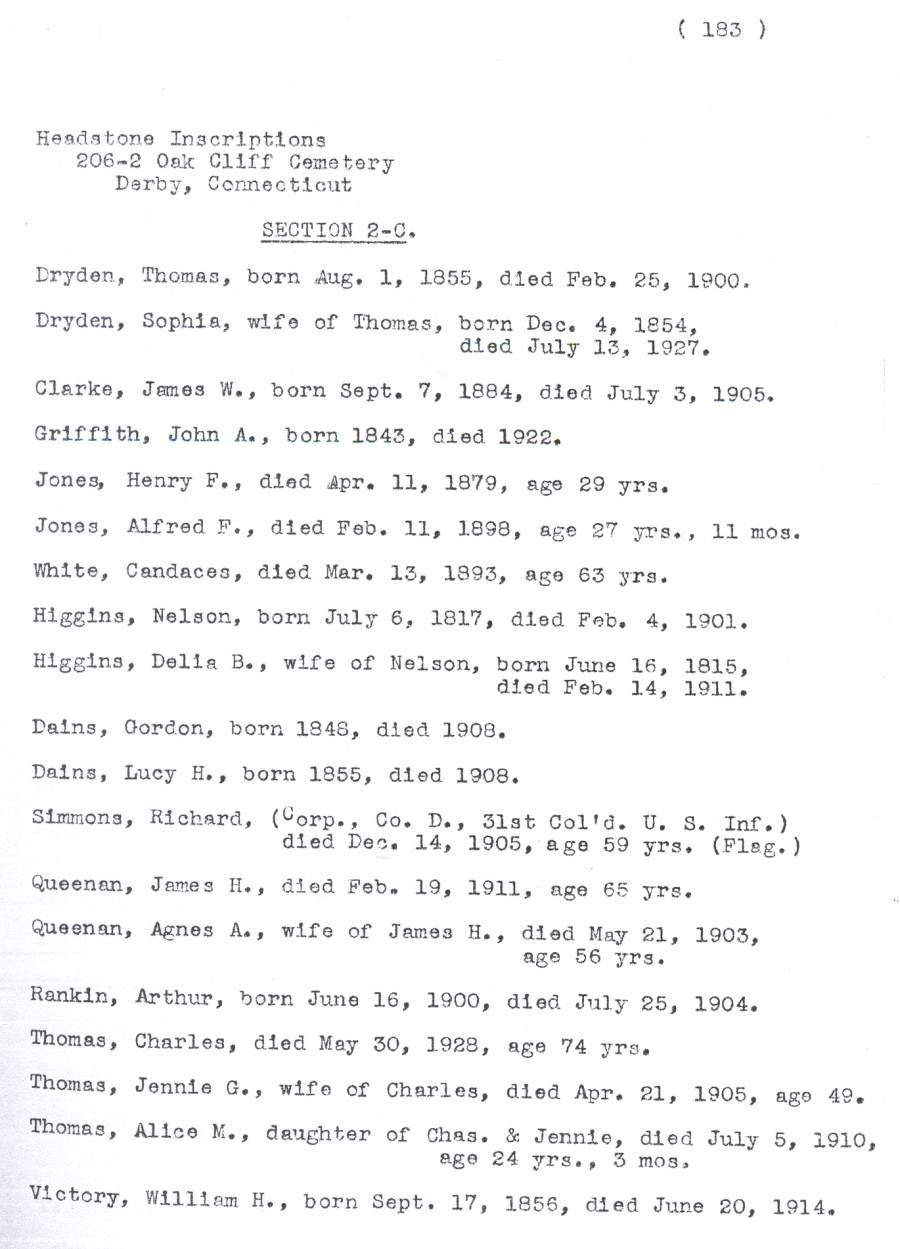 ( 183 )
Headstone Inscriptions
206-2 Oak Cliff Cemetery
Derby, Connecticut
SECTION 2-C.
Dryden, Thomas, born Aug. 1, 1855, died Feb. 25, 1900.
Dryden, Sophia, wife of Thomas, born Dec. 4, 1854,
died July 13, 1927.
Clarke, James W., born Sept. 7, 1884, died July 3, 1905.
Griffith, John A., born 1843, died 1922.
Jones, Henry F., died Apr. 11, 1879, age 29 yrs.
Jones, Alfred F., died Feb. 11, 1898, age 27 yrs., 11 mos.
White, Candaces, died Mar. 13, 1893, age 63 yrs.
Higgins, Nelson, born July 6, 1817, died Feb. 4, 1901.
Higgins, Delia B., wife of Nelson, born June 16, 1815,
died Feb. 14, 1911.
Dains, Gordon, born 1848, died 1908.
Dains, Lucy H., born 1855, died 1908.
Simmons, Richard, (Corp., Co. D., 31st Col'd. U. S. Inf.)
died Dec. 14, 1905, age 59 yrs. (Flag.)
Queenan, James H., died Feb. 19, 1911, age 65 yrs.
Queenan, Agnes A., wife of James H., died May 21, 1903,
age 56 yrs.
Rankin, Arthur, born June 16, 1900, died July 25, 1904.
Thomas, Charles, died May 30, 1928, age 74 yrs.
Thomas, Jennie G., wife of Charles, died Apr. 21, 1905, age 49.
Thomas, Alice M., daughter of Chas. & Jennie, died July 5, 1910,
age 24 yrs., 3 mos.
Victory, William H., born Sept. 17, 1856, died June 20, 1914.